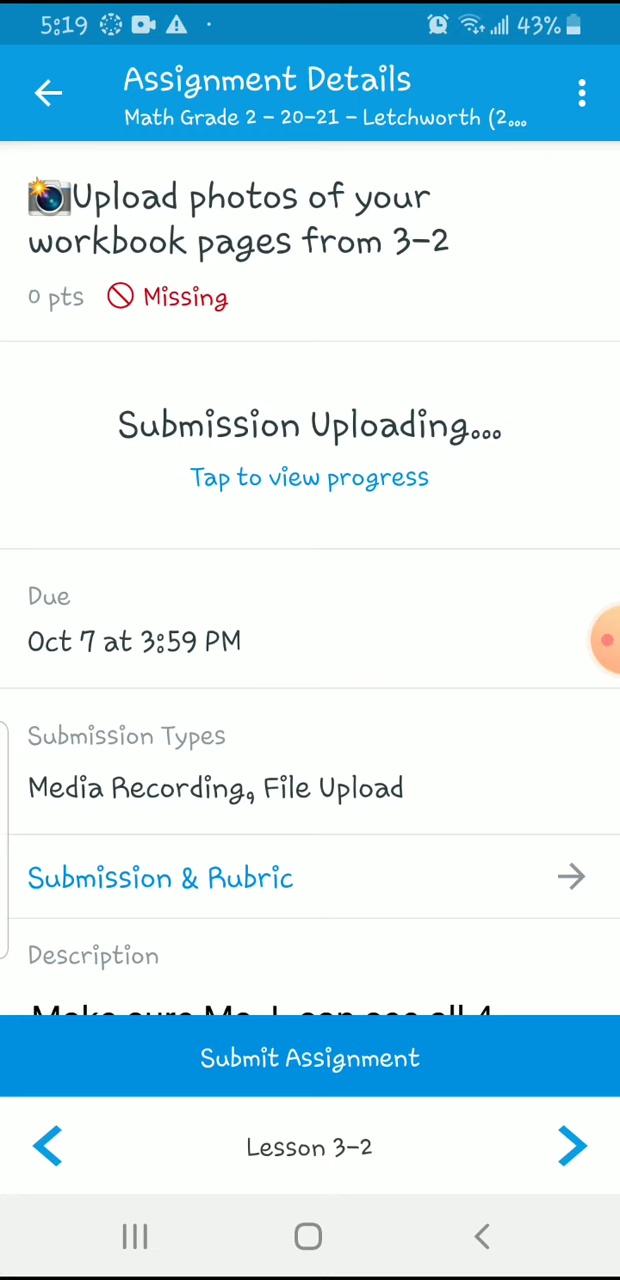 5:19 43%
Assignment Details
Math Grade 2 - 20-21 - Letchworth (2...
Upload photos of your
workbook pages from 3-2
0 pts Missing
Submission Uploading...
Tap to view progress
Due
Oct 7 at 3:59 PM
Submission Types
Media Recording, File Upload
Submission & Rubric
Description
Submit Assignment
Lesson 3-2